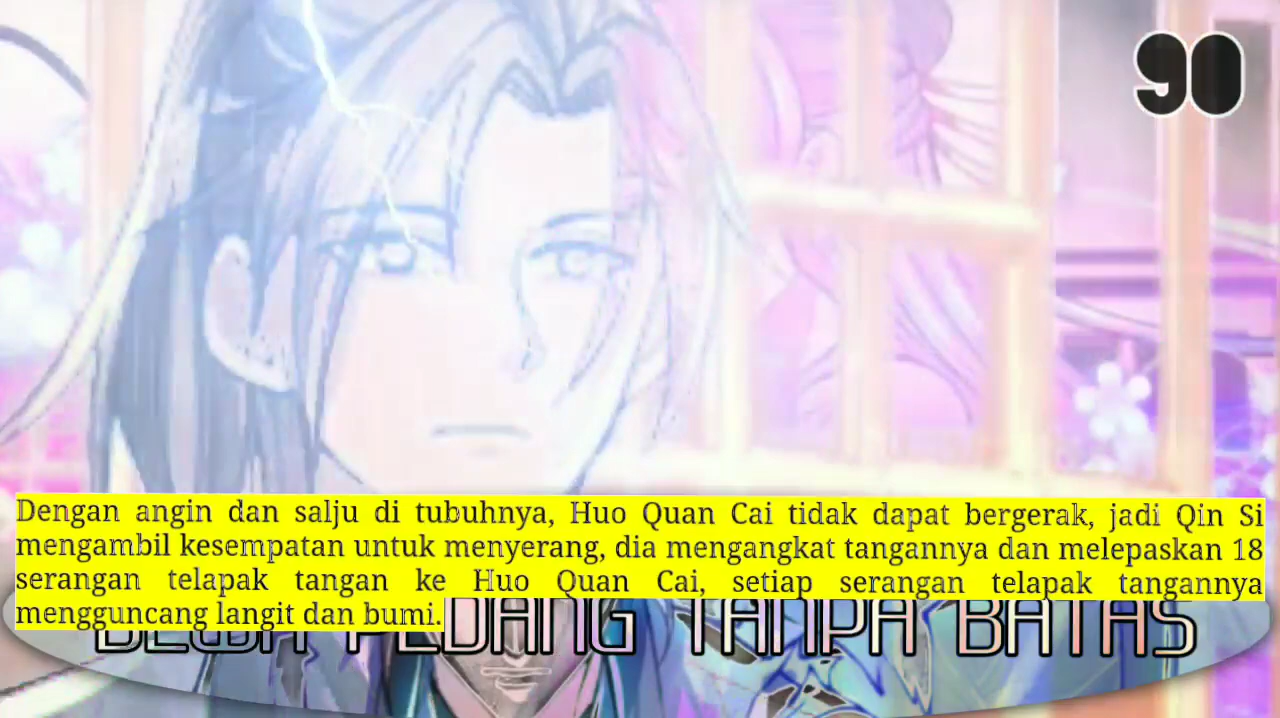 90
Dengan angin dan salju di tubuhnya, Huo Quan Cai tidak dapat bergerak, jadi Qin Si
mengambil kesempatan untuk menyerang, dia mengangkat tangannya dan melepaskan 18
serangan telapak tangan ke Huo Quan Cai, setiap serangan telapak tangannya
mengguncang langit dan bumi.
DEWA PEDANG TANPA BATAS